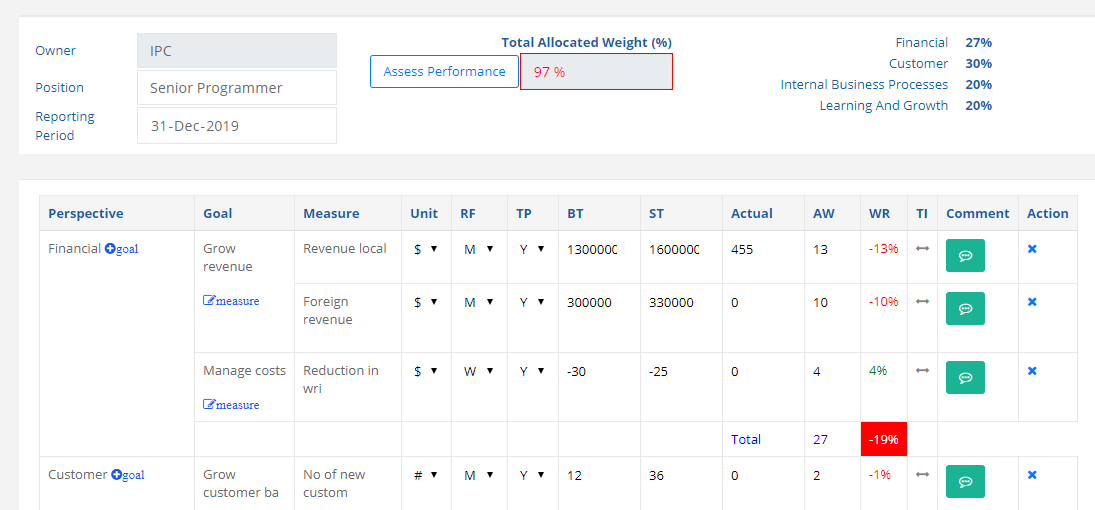 Owner IPC
Position Senior Programmer
Reporting Period 31-Dec-2019
Assess Performance
Total Allocated Weight (%)
97 %
Financial 27%
Customer 30%
Internal Business Processes 20%
Learning And Growth 20%
Perspective Goal Measure Unit RF TP BT ST Actual AW WR TI Comment Action
Financial goal Grow revenue measure Revenue local $ M Y 1300000 1600000 455 13 -13%
Foreign revenue $ M Y 300000 330000 0 10 -10%
Manage costs measure Reduction in wri $ W Y -30 -25 0 4 4%
Total 27 -19%
Customer goal Grow customer ba No of new custom # M Y 12 36 0 2 -1%